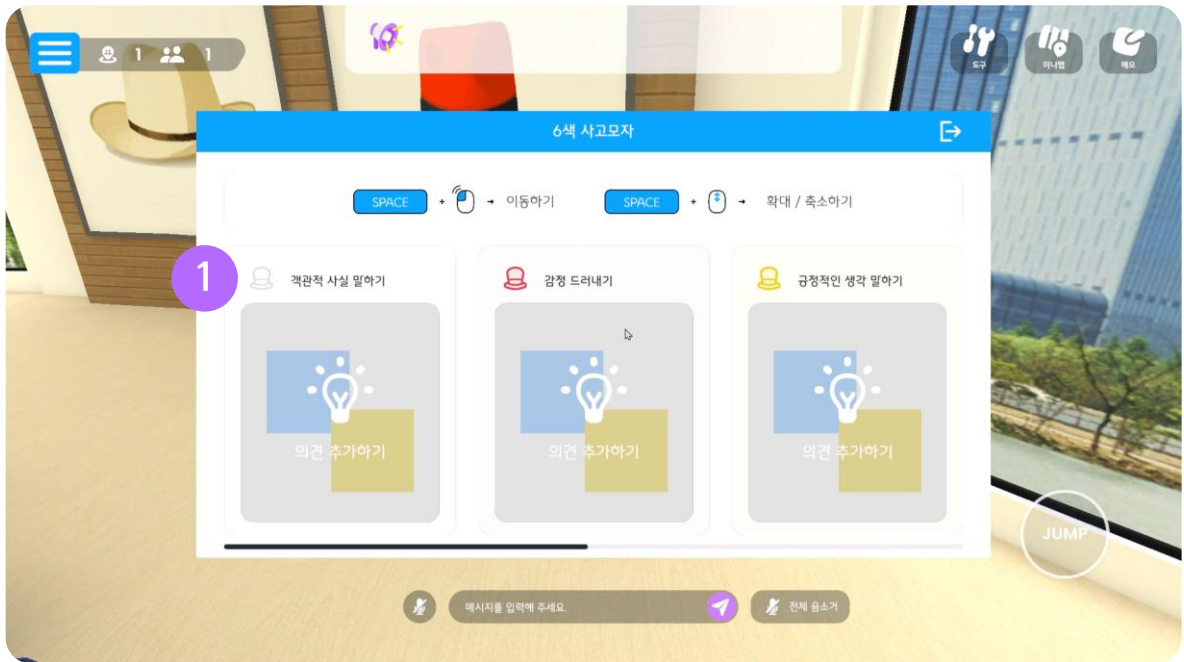 1 1
도구 미니맵 메모
6색 사고모자
SPACE + → 이동하기 SPACE + → 확대 / 축소하기
1
객관적 사실 말하기 감정 드러내기 긍정적인 생각 말하기
의견 추가하기 의견 추가하기 의견 추가하기
JUMP
메시지를 입력해 주세요. 전체 음소거